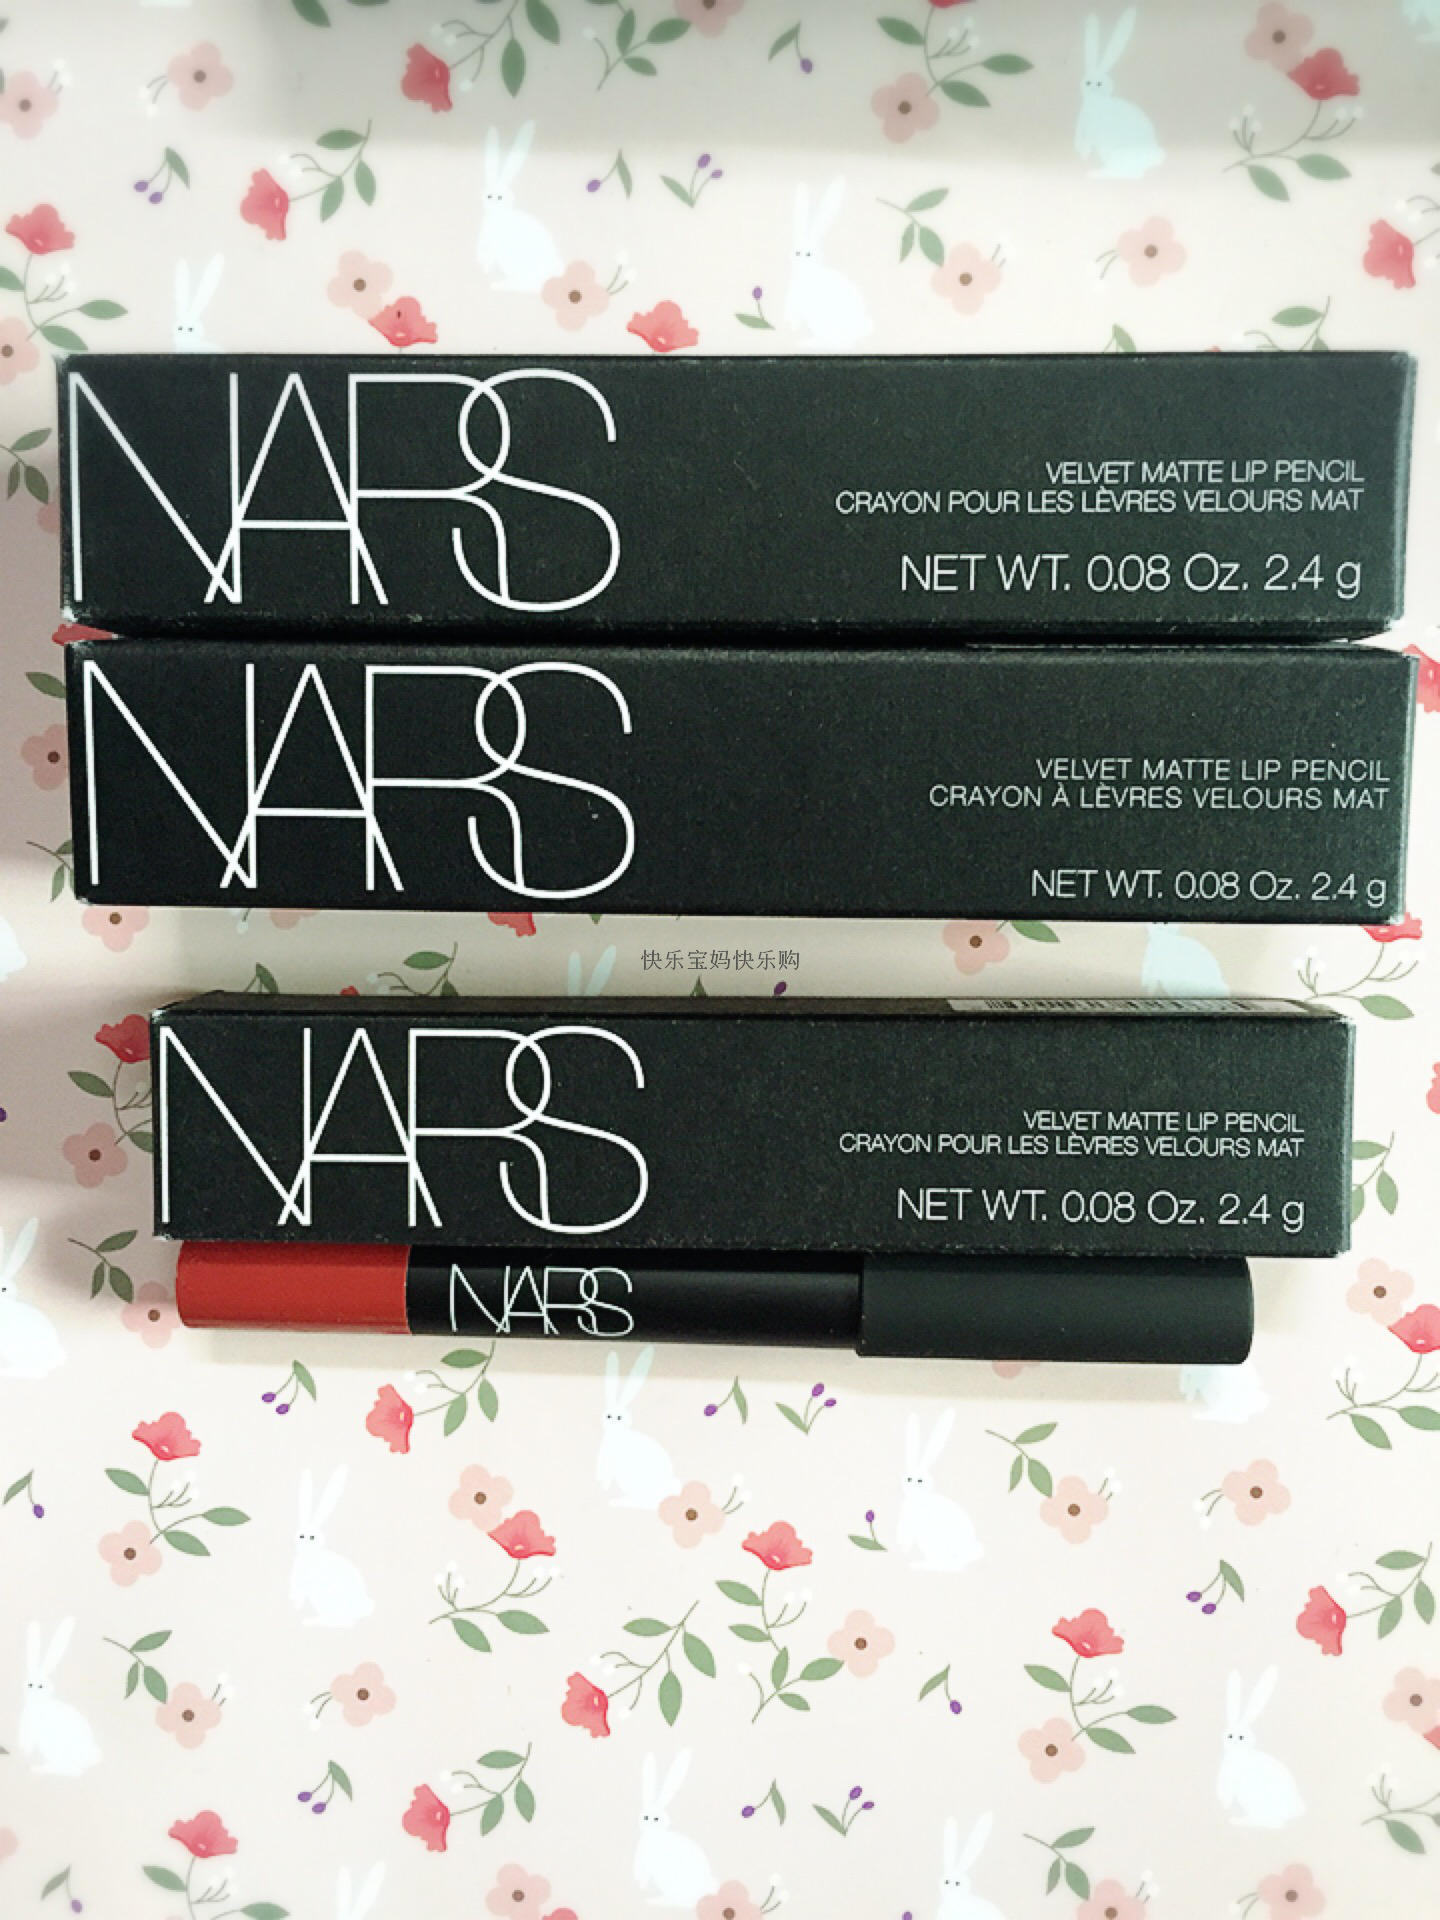 NARS
VELVET MATTE LIP PENCIL
CRAYON POUR LES LÈVRES VELOURS MAT
NET WT. 0.08 Oz. 2.4 g
NARS
VELVET MATTE LIP PENCIL
CRAYON À LÈVRES VELOURS MAT
NET WT. 0.08 Oz. 2.4 g
快乐宝妈快乐购
NARS
VELVET MATTE LIP PENCIL
CRAYON POUR LES LÈVRES VELOURS MAT
NET WT. 0.08 Oz. 2.4 g
NARS